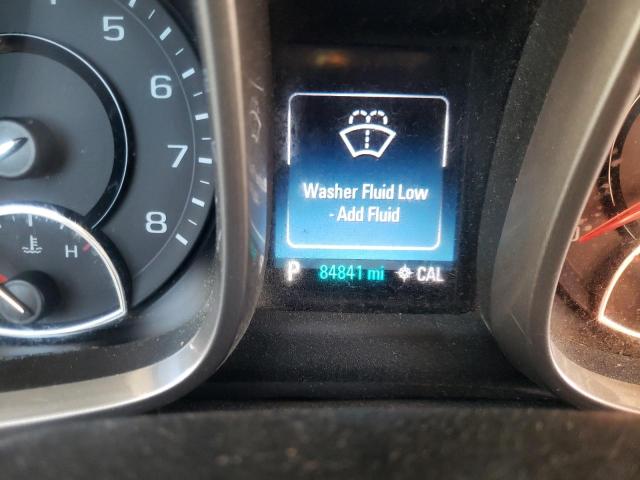 5
6
7
8
H
Washer Fluid Low
- Add Fluid
P 84841 mi CAL